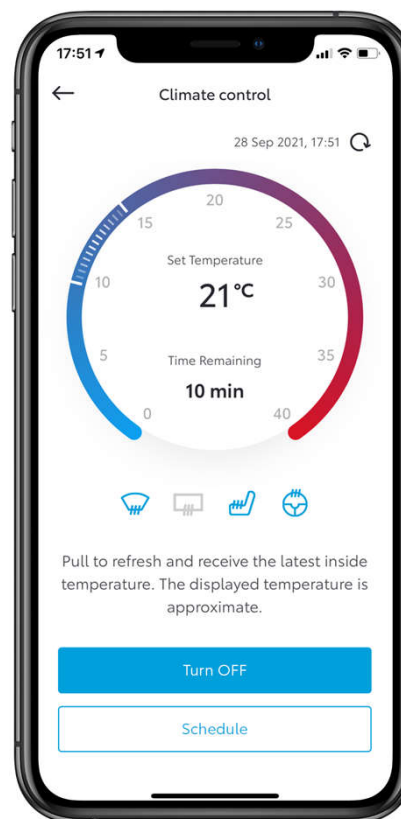 17:51
Climate control
28 Sep 2021, 17:51
20
15
25
Set Temperature
10
21°C
30
5
Time Remaining
35
10 min
0
40
Pull to refresh and receive the latest inside
temperature. The displayed temperature is
approximate.
Turn OFF
Schedule